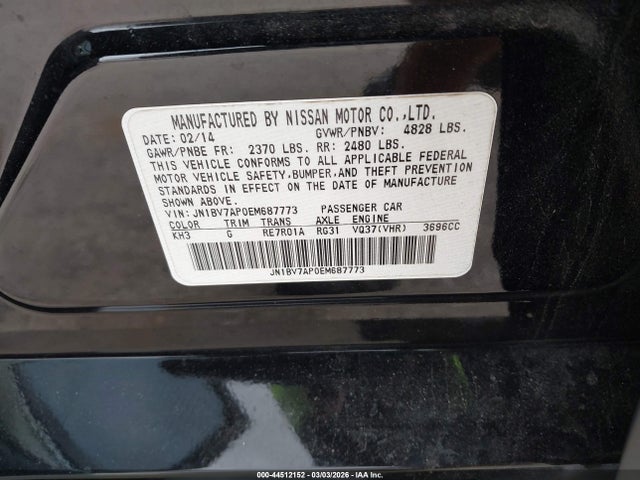 MANUFACTURED BY NISSAN MOTOR CO.,LTD.
DATE: 02/14 GVWR/PNBV: 4828 LBS.
GAWR/PNBE FR: 2370 LBS. RR: 2480 LBS.
THIS VEHICLE CONFORMS TO ALL APPLICABLE FEDERAL
MOTOR VEHICLE SAFETY,BUMPER,AND THEFT PREVENTION
STANDARDS IN EFFECT ON THE DATE OF MANUFACTURE
SHOWN ABOVE.
VIN: JN1BV7AP0EM687773 PASSENGER CAR
COLOR TRIM TRANS AXLE ENGINE
KH3 G RE7R01A RG31 VQ37(VHR) 3696CC
JN1BV7AP0EM687773
000-44512152 | 03/03/2026 - IAA Inc.